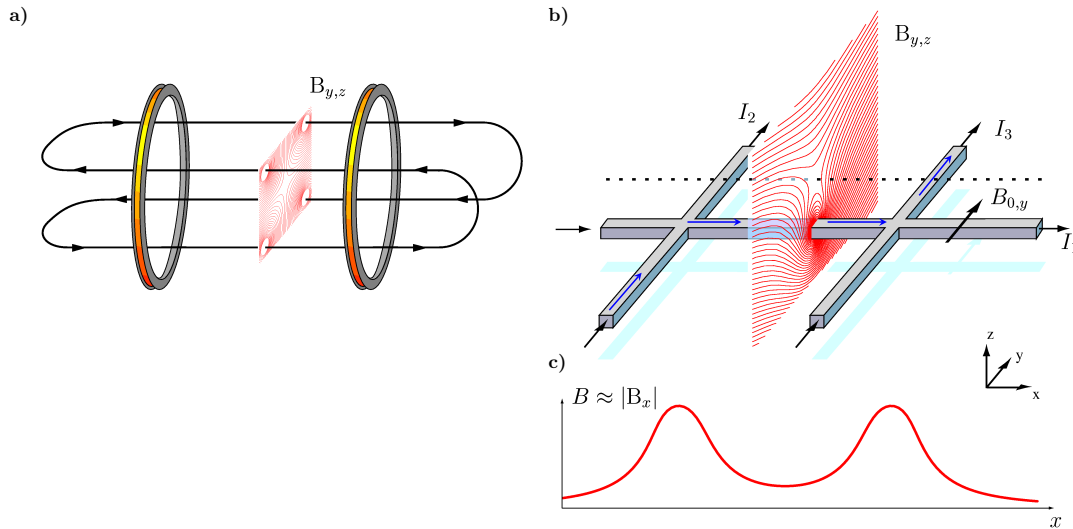 a)
B_{y,z}
b)
B_{y,z}
I_2
I_3
B_{0,y}
z
y
x
c)
B ≈ |B_x|
x